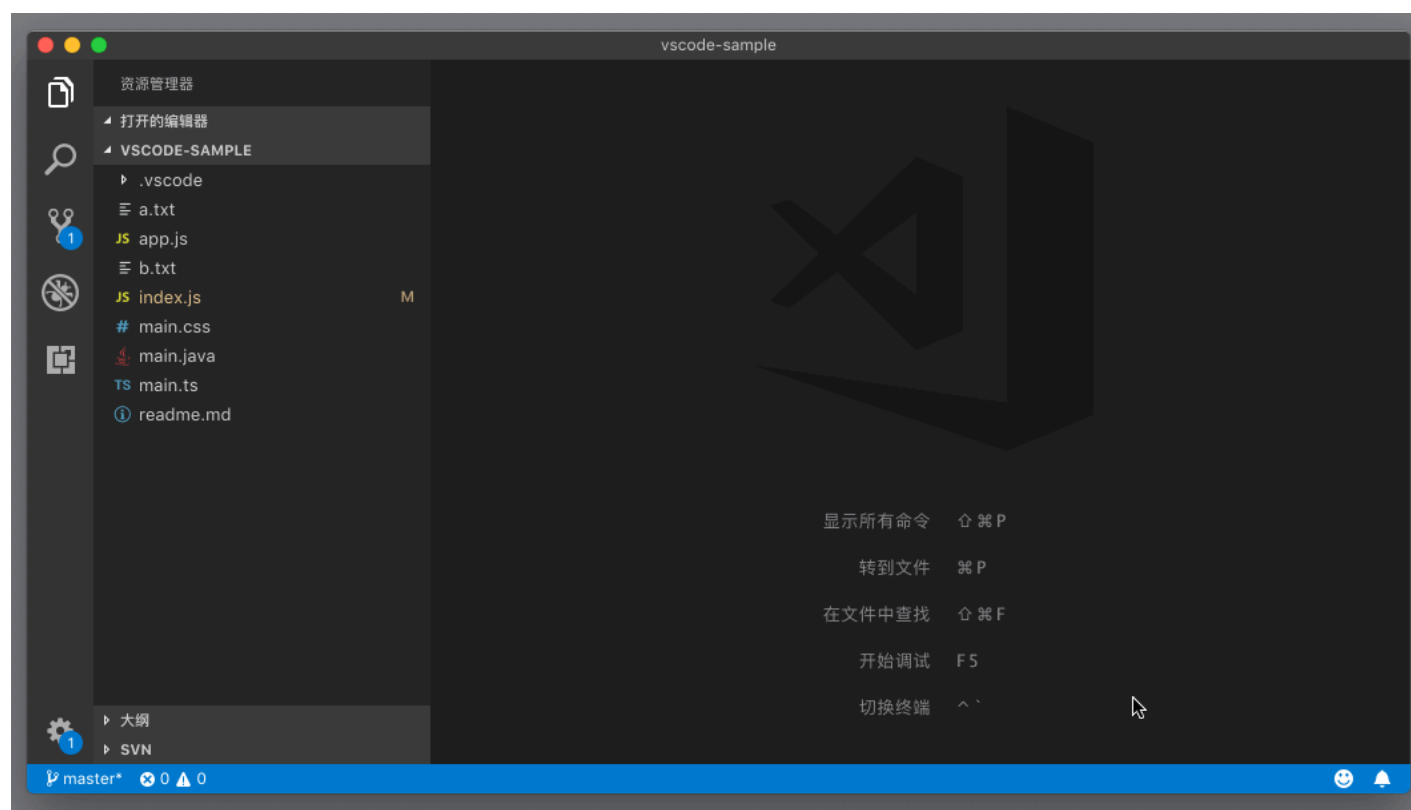 vscode-sample
资源管理器
打开的编辑器
VSCODE-SAMPLE
.vscode
a.txt
JS app.js
b.txt
JS index.js M
# main.css
main.java
TS main.ts
readme.md
显示所有命令 ⇧⌘P
转到文件 ⌘P
在文件中查找 ⇧⌘F
开始调试 F5
切换终端 ^`
1
1
大纲
SVN
master* 0 0